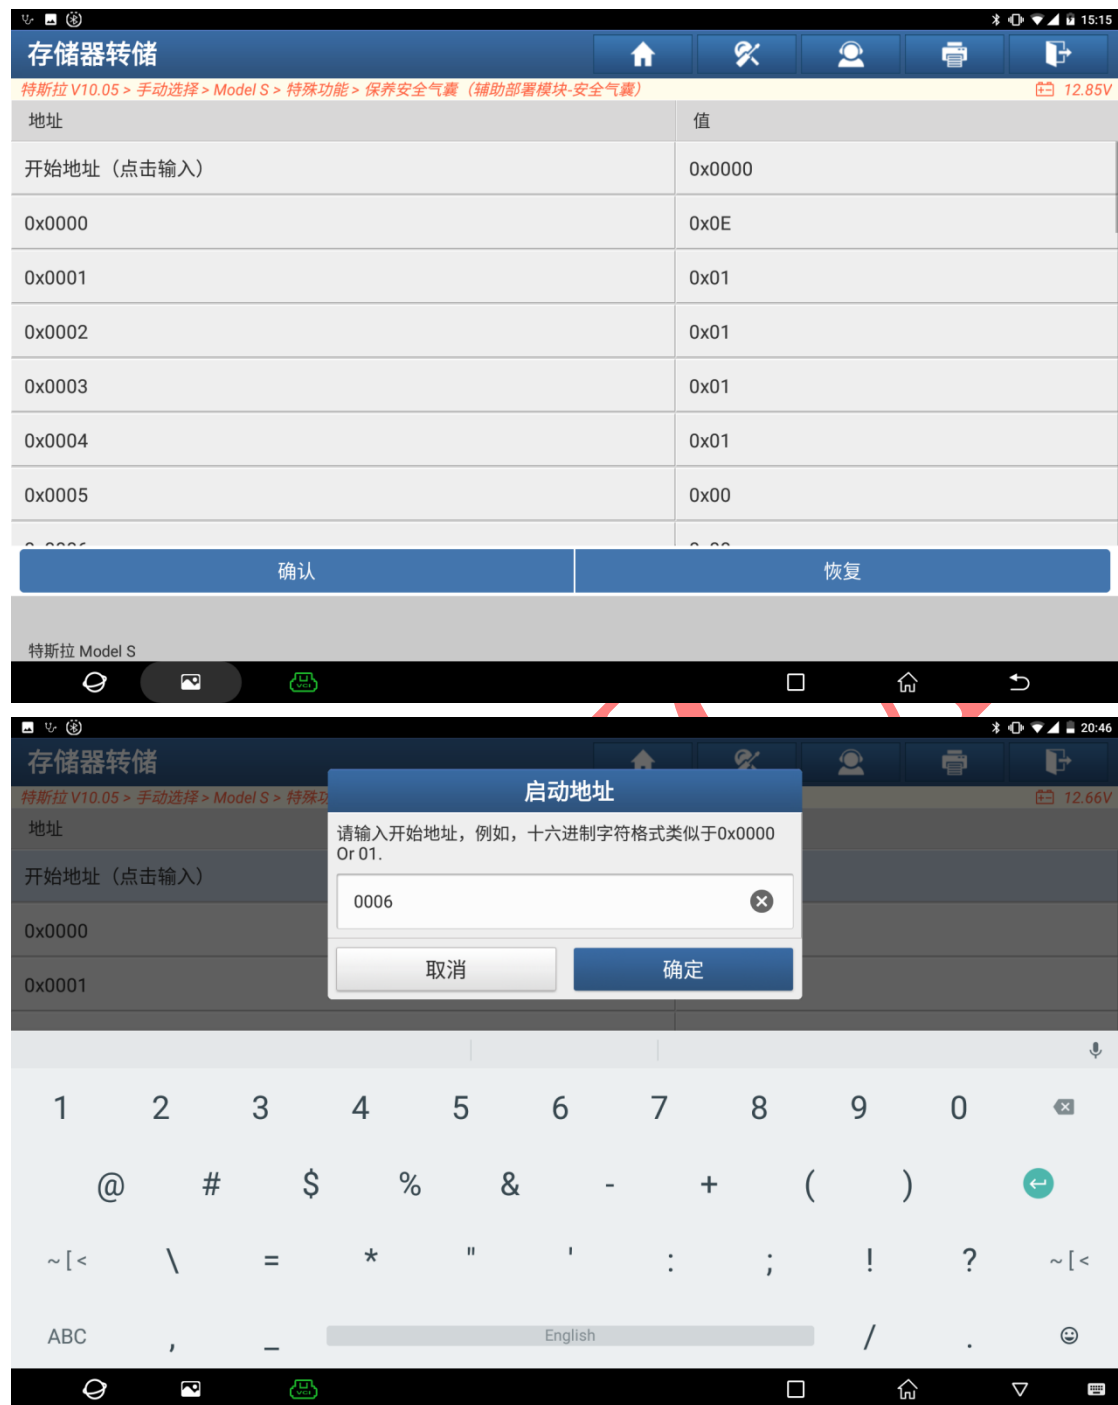 15:15
存储器转储
特斯拉 V10.05 > 手动选择 > Model S > 特殊功能 > 保养安全气囊（辅助部署模块-安全气囊） 12.85V
地址 值
开始地址（点击输入） 0x0000
0x0000 0x0E
0x0001 0x01
0x0002 0x01
0x0003 0x01
0x0004 0x01
0x0005 0x00
确认 恢复
特斯拉 Model S
VCI
20:46
存储器转储
特斯拉 V10.05 > 手动选择 > Model S > 特殊功 12.66V
启动地址
地址
请输入开始地址，例如，十六进制字符格式类似于0x0000
Or 01.
开始地址（点击输入）
0006
0x0000
取消 确定
0x0001
1 2 3 4 5 6 7 8 9 0
@ # $ % & - + ( )
~ [ < \ = * " ' : ; ! ? ~ [ <
ABC , _ English / .
VCI